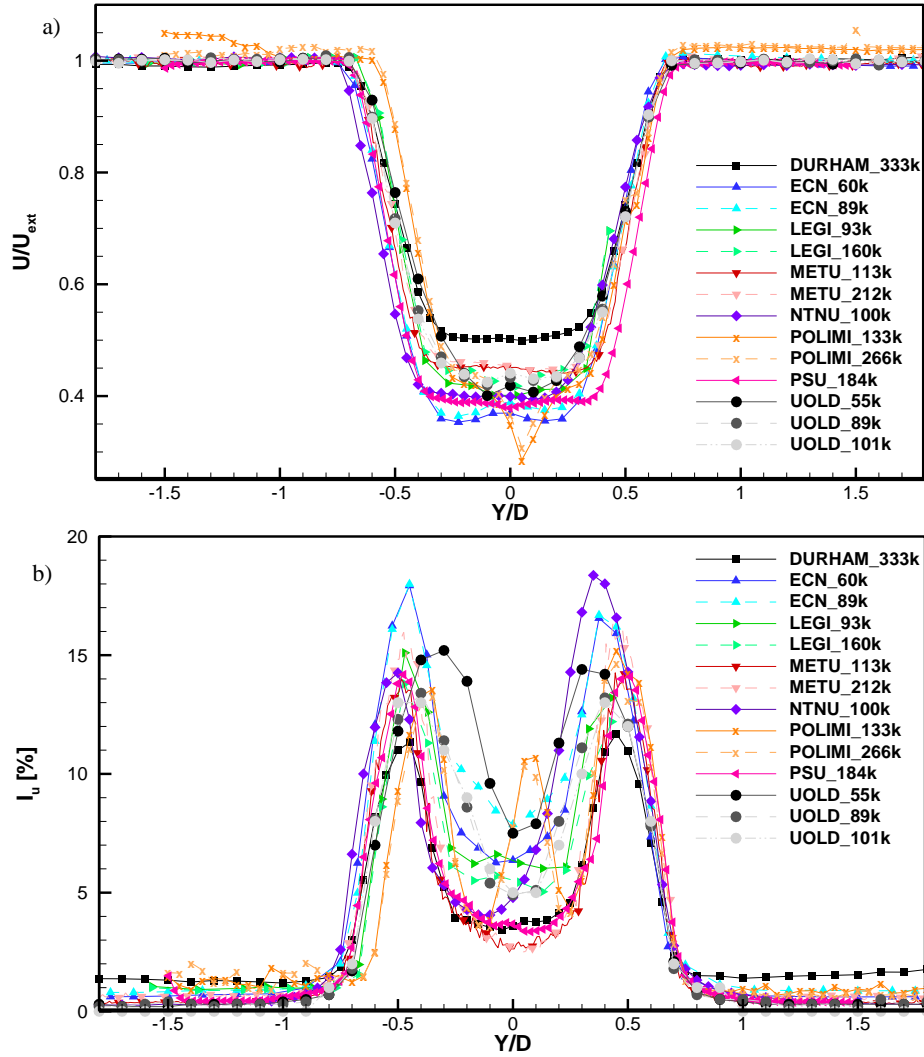 a)
1
0.8
0.6
0.4
U/U_ext
-1.5
-1
-0.5
0
0.5
1
1.5
Y/D
DURHAM_333k
ECN_60k
ECN_89k
LEGI_93k
LEGI_160k
METU_113k
METU_212k
NTNU_100k
POLIMI_133k
POLIMI_266k
PSU_184k
UOLD_55k
UOLD_89k
UOLD_101k
b)
20
15
10
5
0
I_u [%]
-1.5
-1
-0.5
0
0.5
1
1.5
Y/D
DURHAM_333k
ECN_60k
ECN_89k
LEGI_93k
LEGI_160k
METU_113k
METU_212k
NTNU_100k
POLIMI_133k
POLIMI_266k
PSU_184k
UOLD_55k
UOLD_89k
UOLD_101k